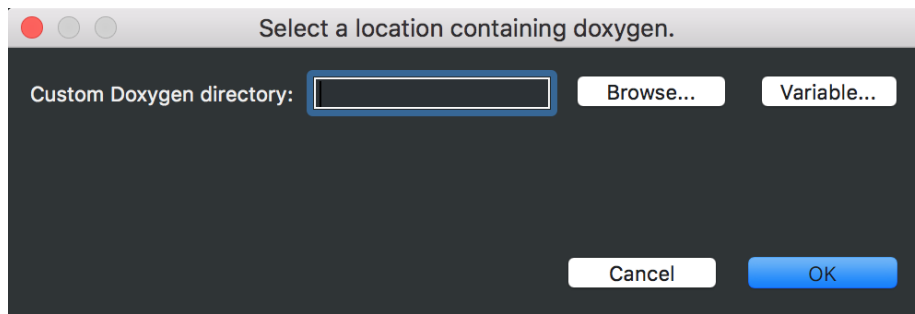 Select a location containing doxygen.
Custom Doxygen directory: Browse... Variable...
Cancel OK